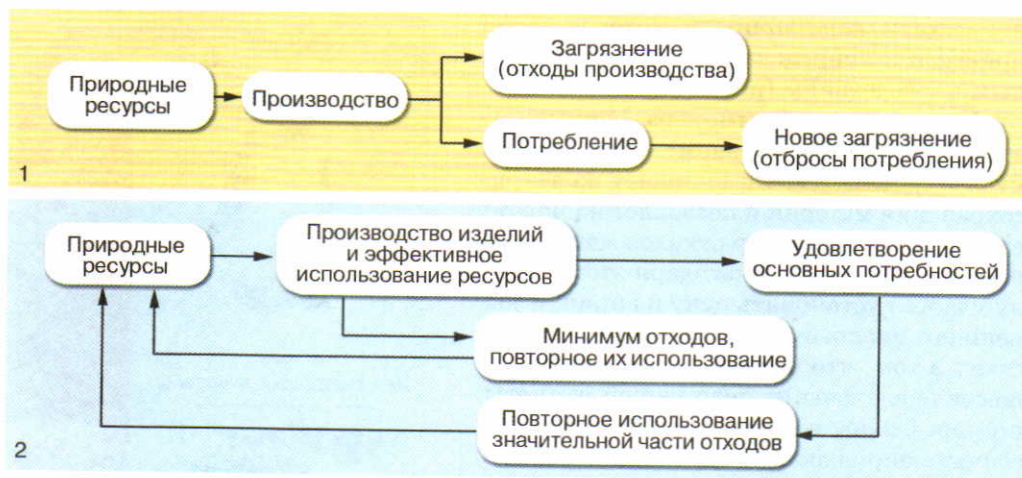 Природные
ресурсы
Производство
Загрязнение
(отходы производства)
Потребление
Новое загрязнение
(отбросы потребления)
1
Природные
ресурсы
Производство изделий
и эффективное
использование ресурсов
Удовлетворение
основных потребностей
Минимум отходов,
повторное их использование
Повторное использование
значительной части отходов
2